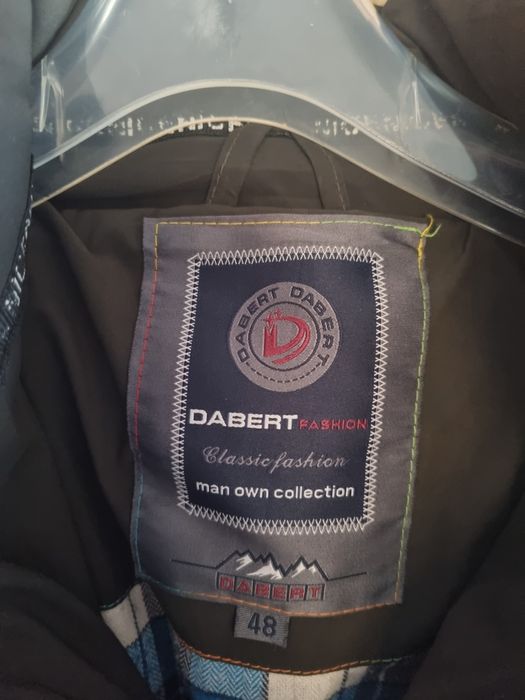 DABERT DABERT
DABERT FASHION
Classic fashion
man own collection
DABERT
48